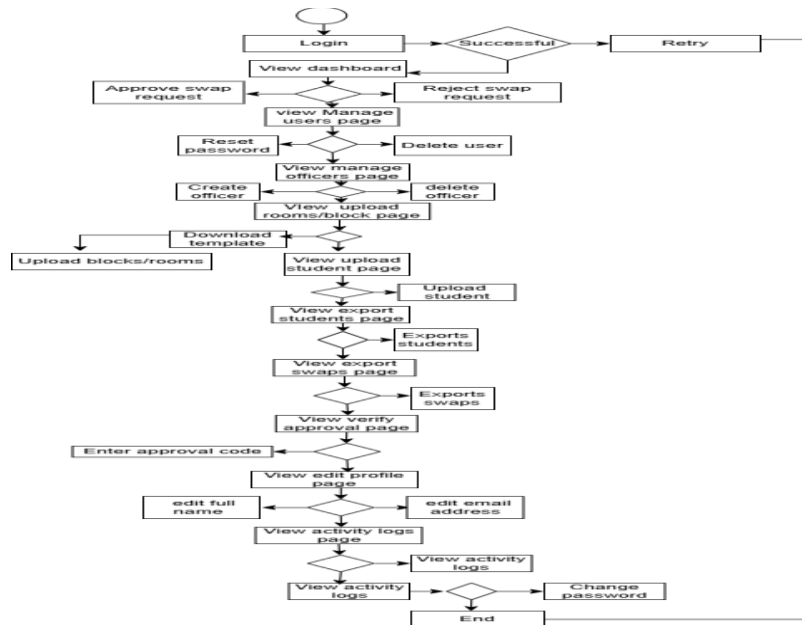 Login
Successful
Retry
View dashboard
Approve swap
request
Reject swap
request
view Manage
users page
Reset
password
Delete user
View manage
officers page
Create
officer
delete
officer
View upload
rooms/block page
Download
template
Upload blocks/rooms
View upload
student page
Upload
student
View export
students page
Exports
students
View export
swaps page
Exports
swaps
View verify
approval page
Enter approval code
View edit profile
page
edit full
name
edit email
address
View activity logs
page
View activity
logs
View activity
logs
Change
password
End